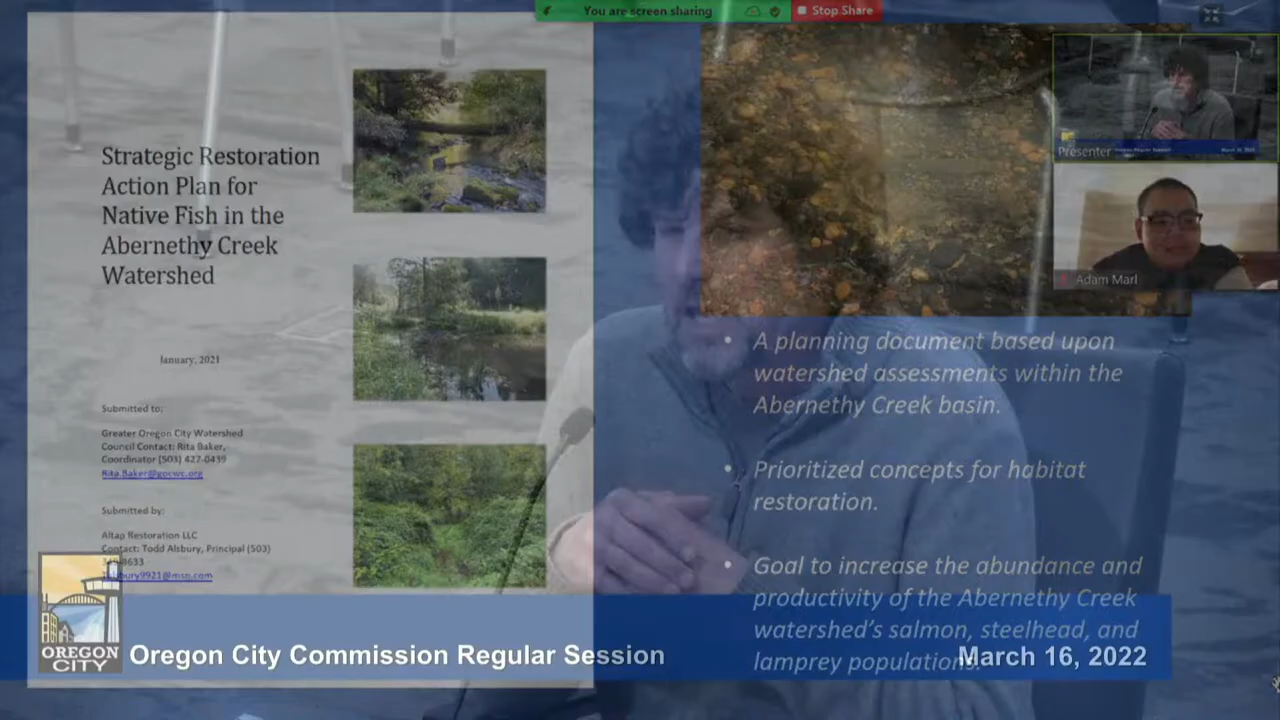 You are screen sharing
Stop Share
Strategic Restoration
Action Plan for
Native Fish in the
Abernethy Creek
Watershed
January, 2021
Submitted to:
Greater Oregon City Watershed
Council Contact: Rita Baker,
Coordinator (503) 427-0439
Rita.Baker@gocwc.org
Submitted by:
Altap Restoration LLC
Contact: Todd Alsbury, Principal (503)
Presenter
Adam Marl
• A planning document based upon
watershed assessments within the
Abernethy Creek basin.
• Prioritized concepts for habitat
restoration.
• Goal to increase the abundance and
productivity of the Abernethy Creek
watershed's salmon, steelhead, and
lamprey populations.
OREGON
CITY
Oregon City Commission Regular Session
March 16, 2022